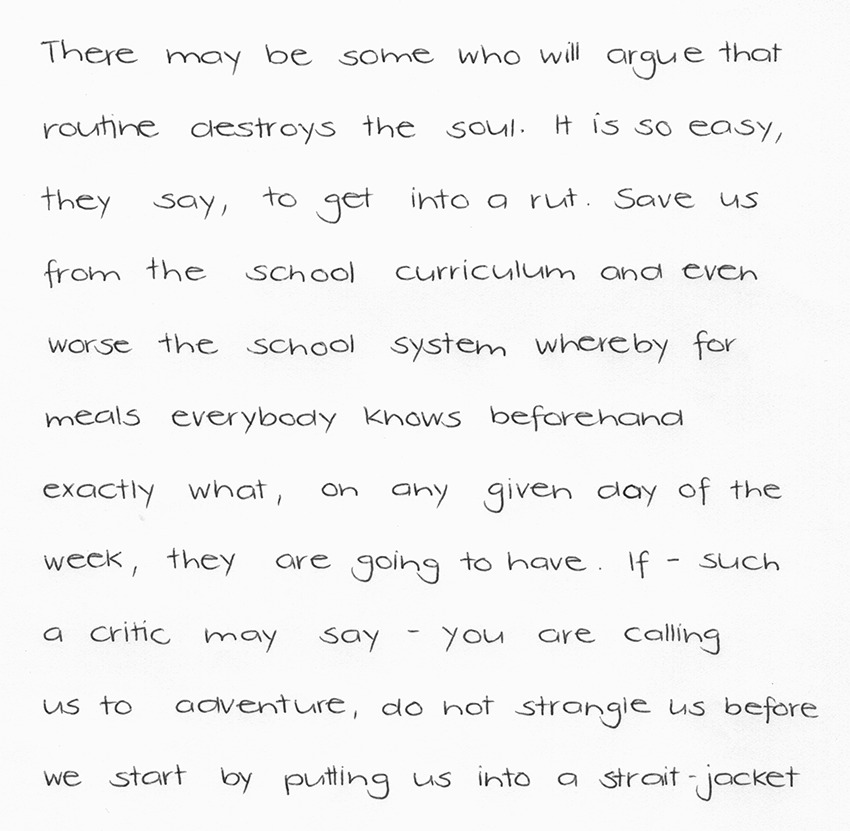 There may be some who will argue that
routine destroys the soul. It is so easy,
they say, to get into a rut. Save us
from the school curriculum and even
worse the school system whereby for
meals everybody knows beforehand
exactly what, on any given day of the
week, they are going to have. If - such
a critic may say - you are calling
us to adventure, do not strangle us before
we start by putting us into a strait-jacket